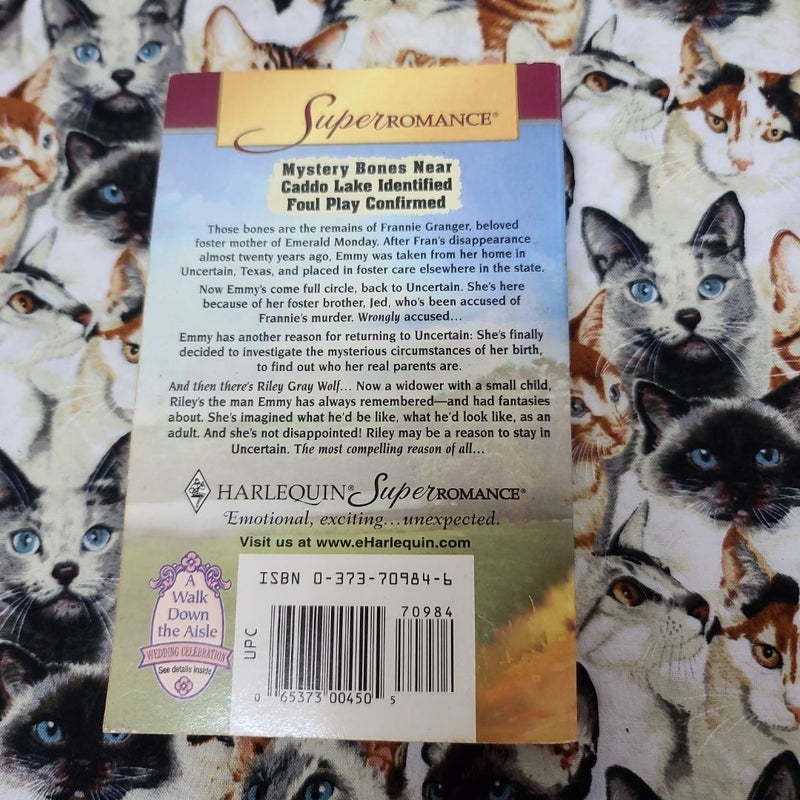 SuperROMANCE®
Mystery Bones Near
Caddo Lake Identified
Foul Play Confirmed
Those bones are the remains of Frannie Granger, beloved
foster mother of Emerald Monday. After Fran's disappearance
almost twenty years ago, Emmy was taken from her home in
Uncertain, Texas, and placed in foster care elsewhere in the state.
Now Emmy's come full circle, back to Uncertain. She's here
because of her foster brother, Jed, who's been accused of
Frannie's murder. Wrongly accused...
Emmy has another reason for returning to Uncertain: She's finally
decided to investigate the mysterious circumstances of her birth,
to find out who her real parents are.
And then there's Riley Gray Wolf... Now a widower with a small child,
Riley's the man Emmy has always remembered—and had fantasies
about. She's imagined what he'd be like, what he'd look like, as an
adult. And she's not disappointed! Riley may be a reason to stay in
Uncertain. The most compelling reason of all...
HARLEQUIN® SuperROMANCE®
Emotional, exciting...unexpected.
Visit us at www.eHarlequin.com
A
Walk
Down
the Aisle
WEDDING CELEBRATION
See details inside
ISBN 0-373-70984-6
70984
UPC
0 65373 00450 5